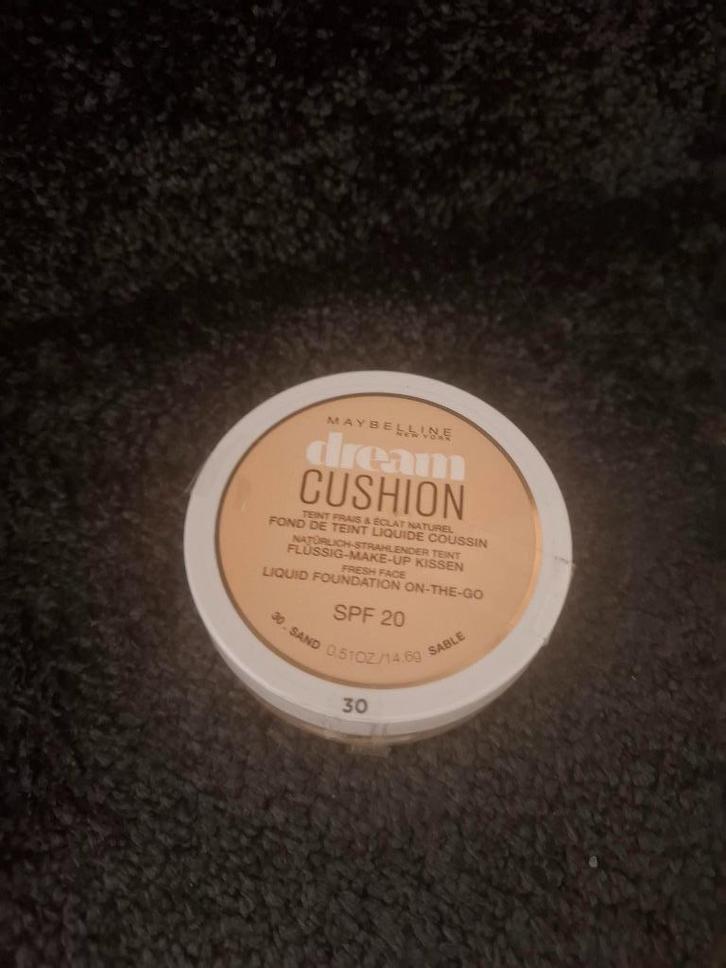 MAYBELLINE
NEW YORK
dream
CUSHION
TEINT FRAIS & ÉCLAT NATUREL
FOND DE TEINT LIQUIDE COUSSIN
NATÜRLICH-STRAHLENDER TEINT
FLÜSSIG-MAKE-UP KISSEN
FRESH FACE
LIQUID FOUNDATION ON-THE-GO
SPF 20
30 . SAND 0.51OZ./14.6g SABLE
30